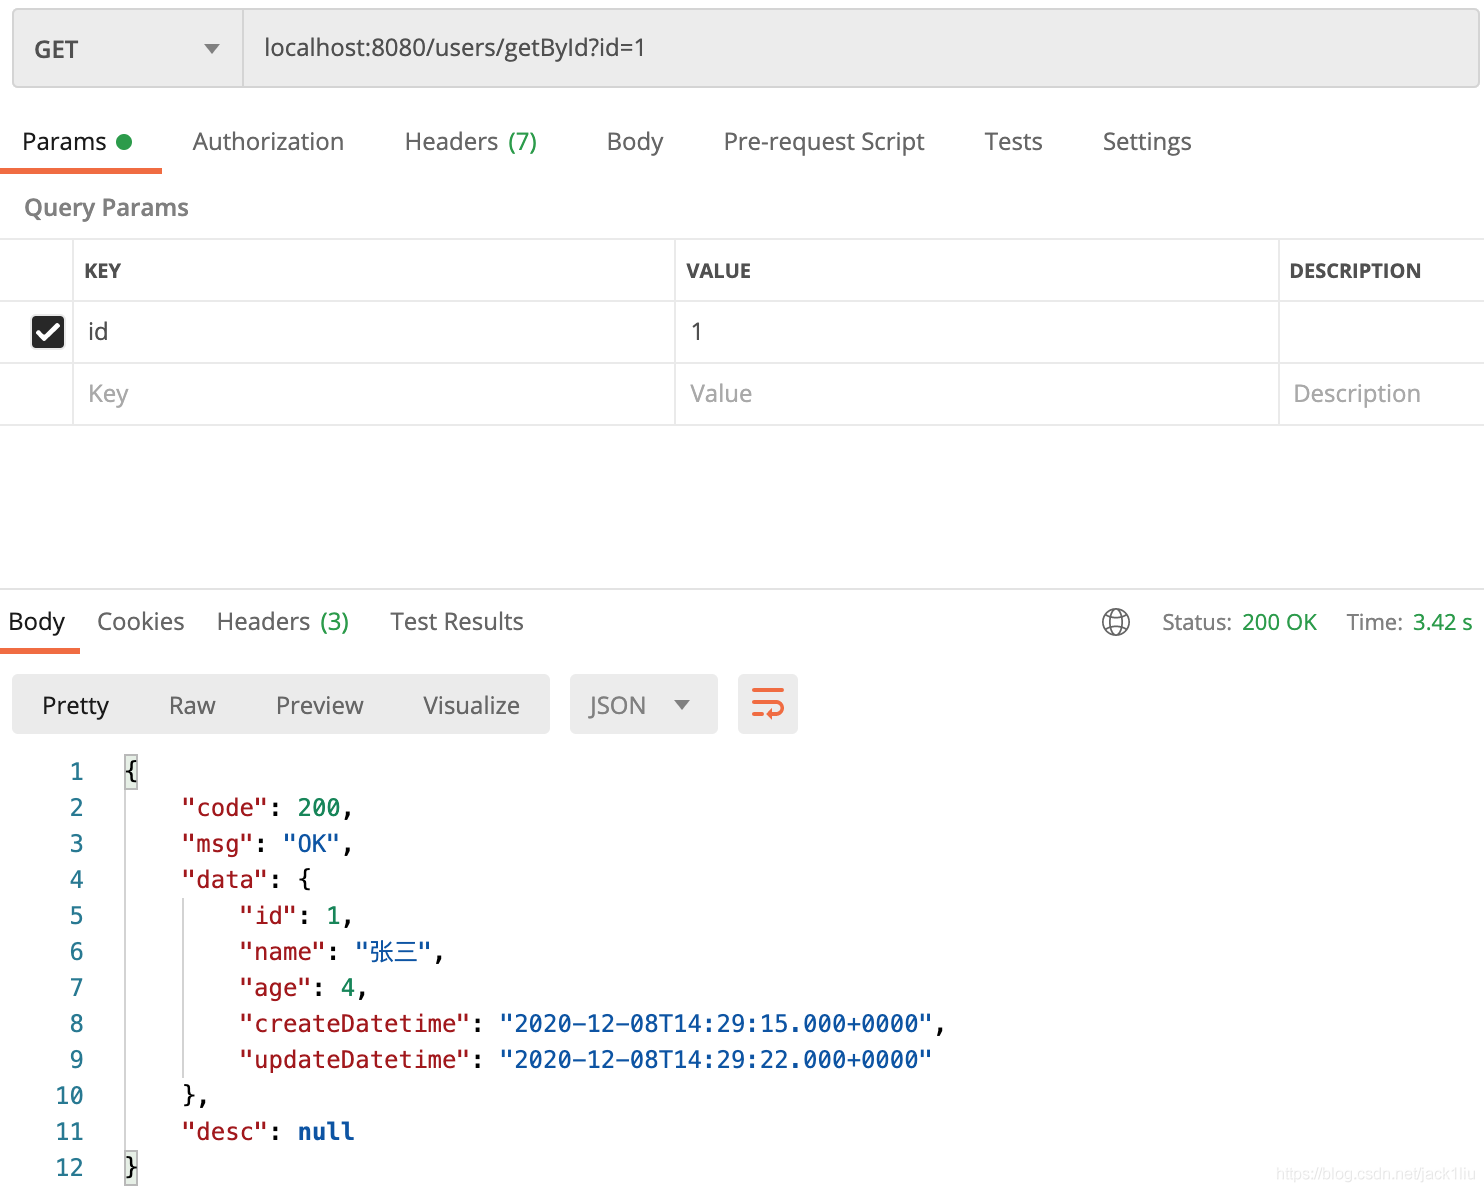 GET localhost:8080/users/getById?id=1
Params Authorization Headers (7) Body Pre-request Script Tests Settings
Query Params
KEY VALUE DESCRIPTION
id 1
Key Value Description
Body Cookies Headers (3) Test Results Status: 200 OK Time: 3.42 s
Pretty Raw Preview Visualize JSON
1 {
2 "code": 200,
3 "msg": "OK",
4 "data": {
5 "id": 1,
6 "name": "张三",
7 "age": 4,
8 "createDatetime": "2020-12-08T14:29:15.000+0000",
9 "updateDatetime": "2020-12-08T14:29:22.000+0000"
10 },
11 "desc": null
12 }
https://blog.csdn.net/jack1liu